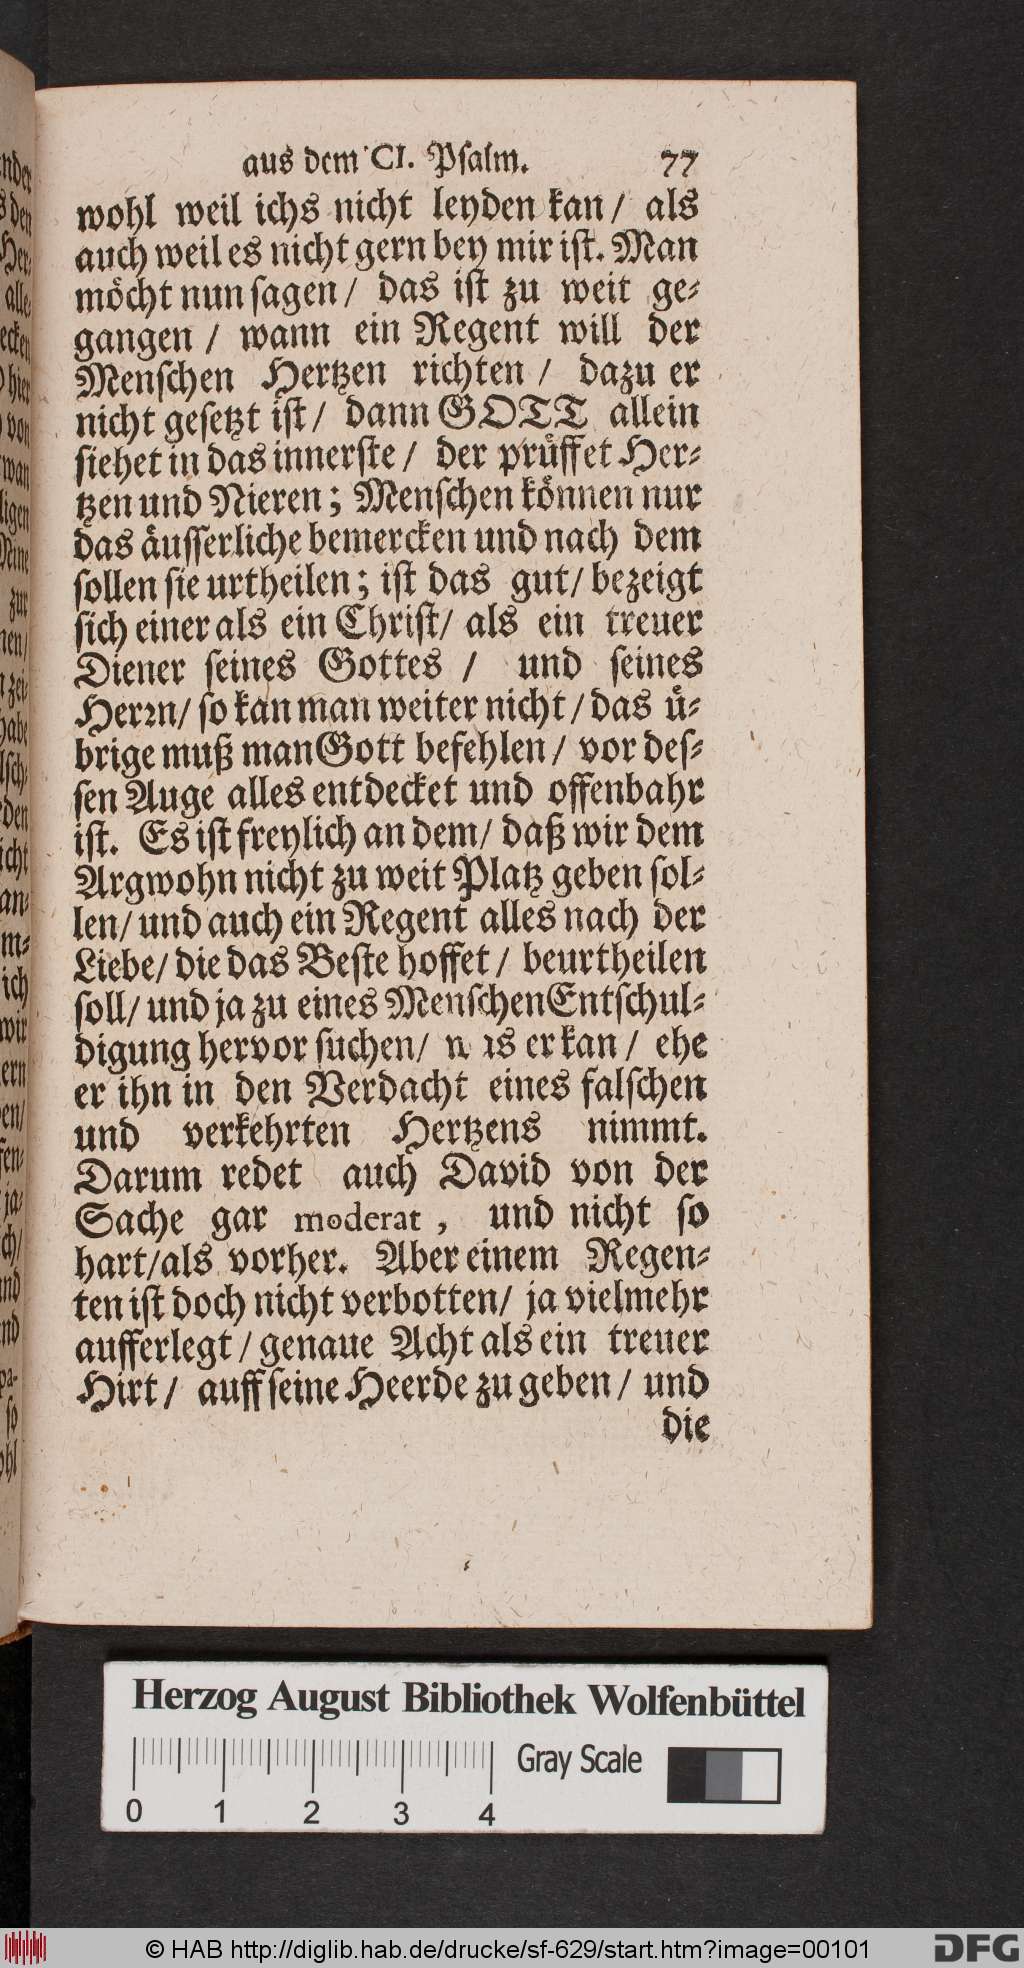 aus dem CI. Psalm. 77
wohl weil ichs nicht leyden kan/ als
auch weil es nicht gern bey mir ist. Man
möcht nun sagen/ das ist zu weit ge-
gangen/ wann ein Regent will der
Menschen Hertzen richten/ dazu er
nicht gesetzt ist/ dann GOTT allein
siehet in das innerste/ der prüffet Her-
tzen und Nieren; Menschen können nur
das äusserliche bemercken und nach dem
sollen sie urtheilen; ist das gut/ bezeigt
sich einer als ein Christ/ als ein treuer
Diener seines Gottes/ und seines
Herrn/ so kan man weiter nicht/ das ü-
brige muß man Gott befehlen/ vor des-
sen Auge alles entdecket und offenbahr
ist. Es ist freylich an dem/ daß wir dem
Argwohn nicht zu weit Platz geben sol-
len/ und auch ein Regent alles nach der
Liebe/ die das Beste hoffet/ beurtheilen
soll/ und ja zu eines Menschen Entschul-
digung hervor suchen/ was er kan/ ehe
er ihn in den Verdacht eines falschen
und verkehrten Hertzens nimmt.
Darum redet auch David von der
Sache gar moderat, und nicht so
hart/als vorher. Aber einem Regen-
ten ist doch nicht verbotten/ ja vielmehr
aufferlegt/ genaue Acht als ein treuer
Hirt/ auff seine Heerde zu geben/ und
die
Herzog August Bibliothek Wolfenbüttel
Gray Scale
0 1 2 3 4
© HAB http://diglib.hab.de/drucke/sf-629/start.htm?image=00101
DFG